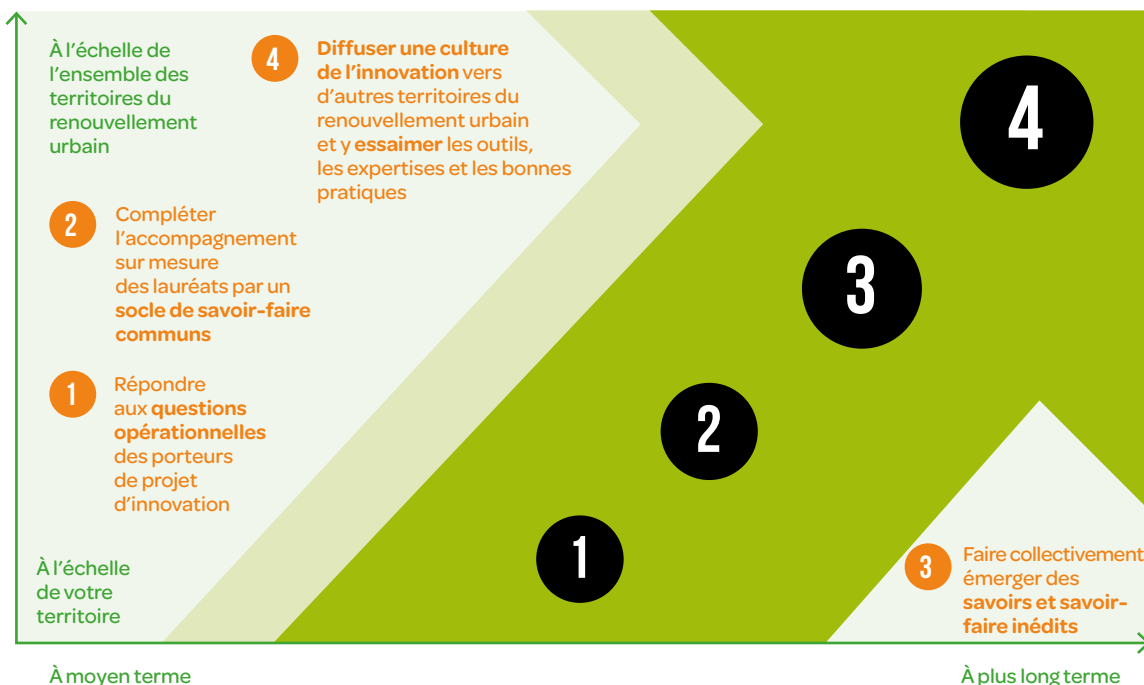 À l'échelle de
l'ensemble des
territoires du
renouvellement
urbain
4
Diffuser une culture
de l'innovation vers
d'autres territoires du
renouvellement urbain
et y essaimer les outils,
les expertises et les bonnes
pratiques
2
Compléter
l'accompagnement
sur mesure
des lauréats par un
socle de savoir-faire
communs
1
Répondre
aux questions
opérationnelles
des porteurs
de projet
d'innovation
À l'échelle
de votre
territoire
4
3
2
1
3
Faire collectivement
émerger des
savoirs et savoir-
faire inédits
À moyen terme
À plus long terme